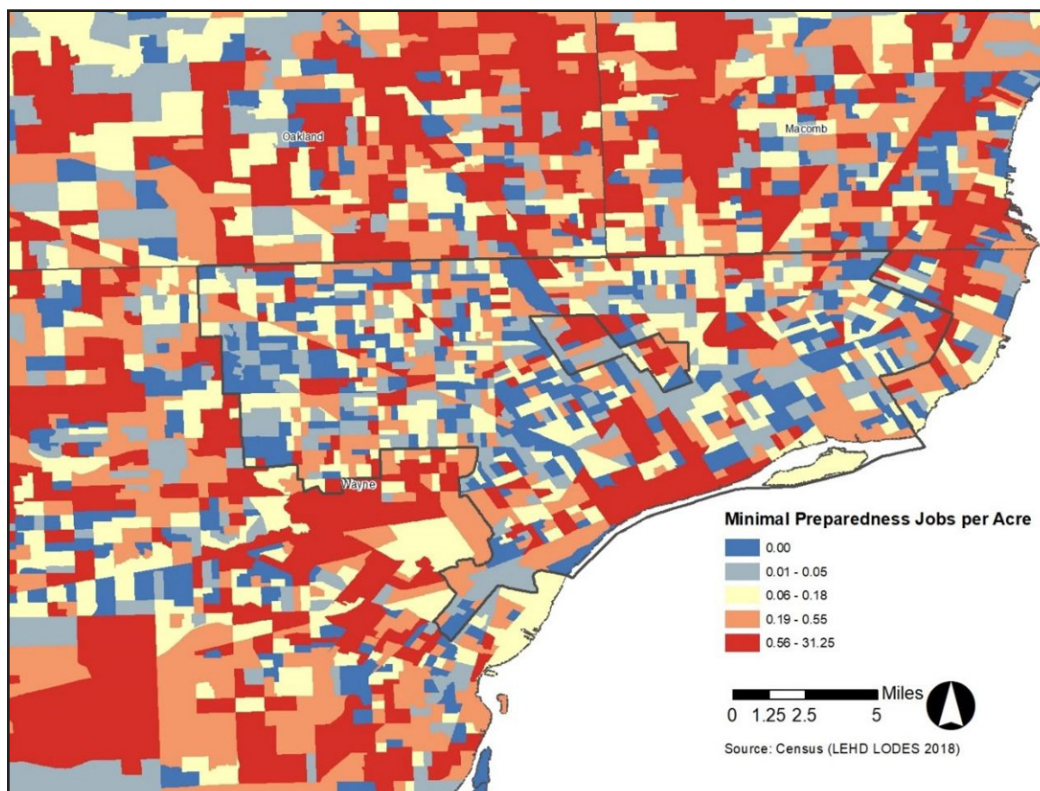 Oakland
Macomb
Wayne
Minimal Preparedness Jobs per Acre
0.00
0.01 - 0.05
0.06 - 0.18
0.19 - 0.55
0.56 - 31.25
Miles
0 1.25 2.5 5
Source: Census (LEHD LODES 2018)